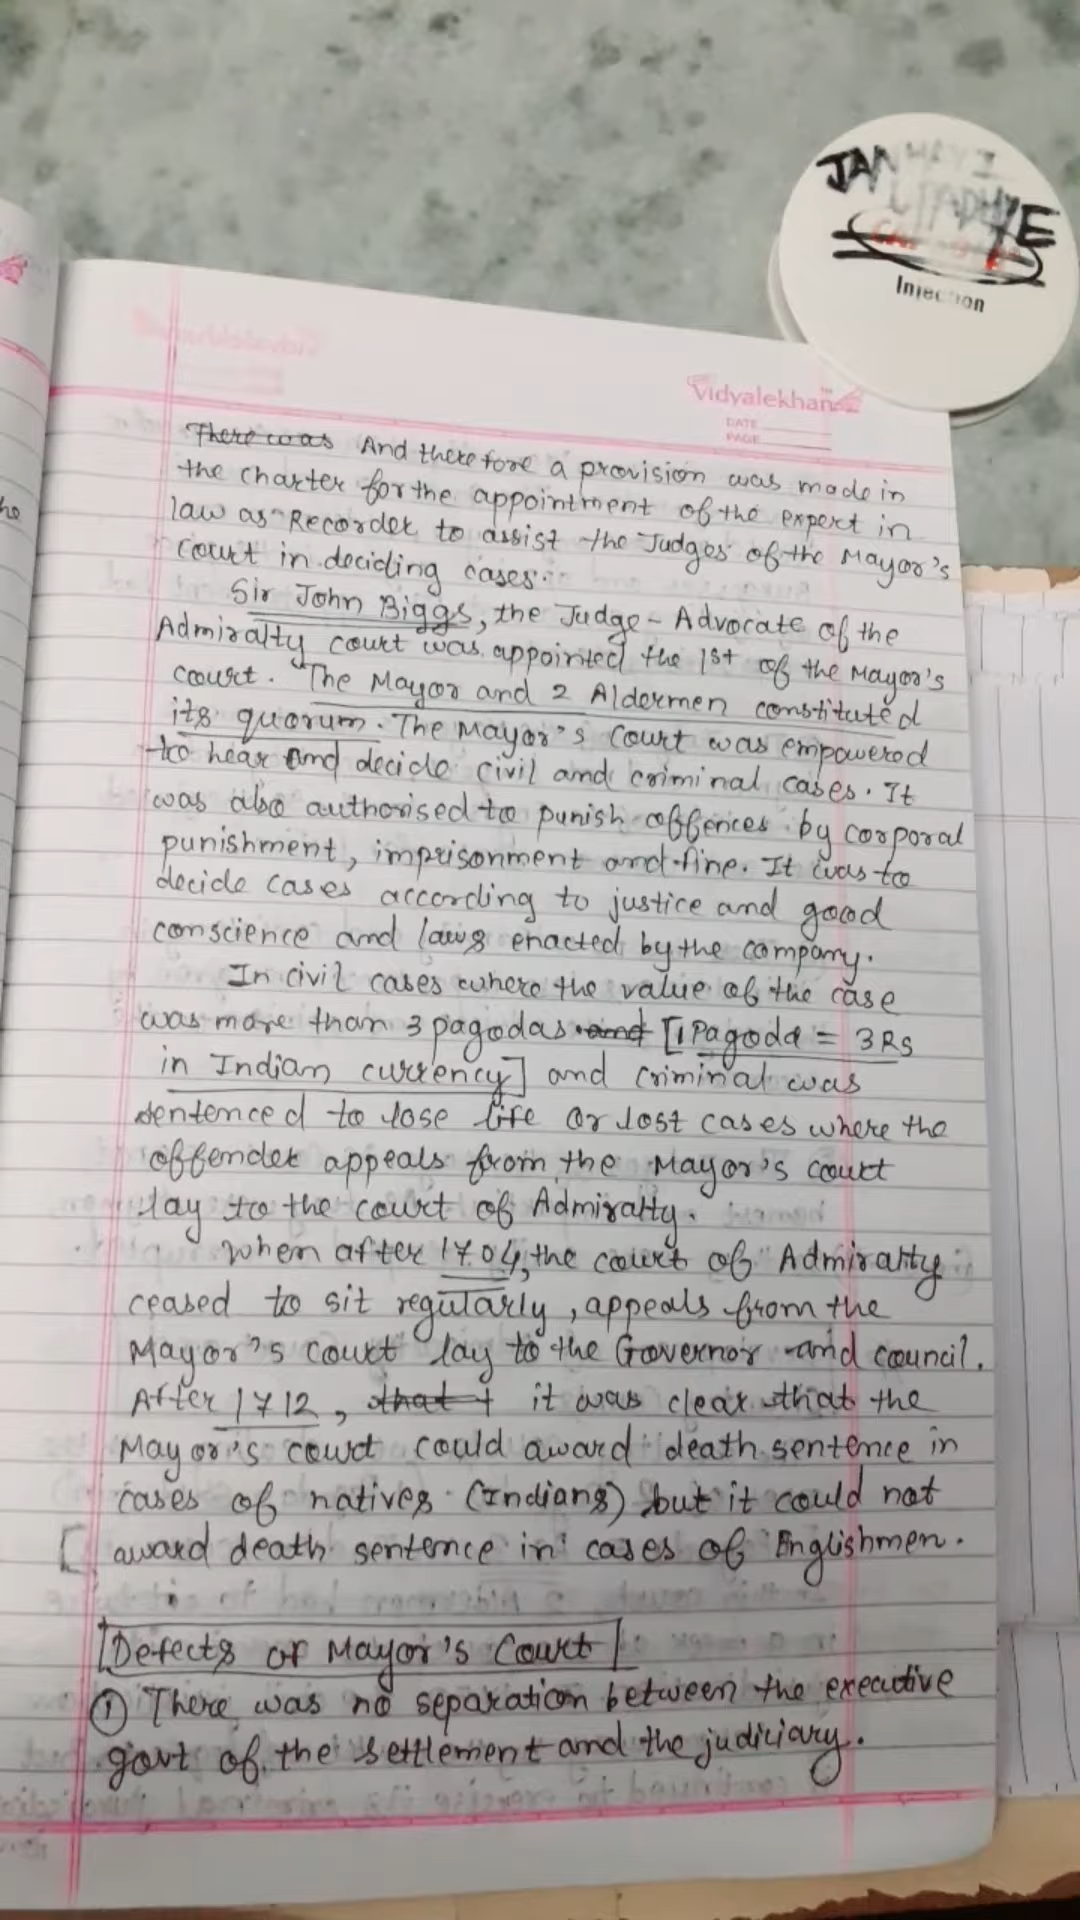 JANHAVI
UPADHYE
Injection
Vidyalekhan
DATE
PAGE
There was And therefore a provision was made in
the charter for the appointment of the expert in
law as Recorder to assist the Judges of the Mayor's
Court in deciding cases.
Sir John Biggs, the Judge - Advocate of the
Admiralty court was appointed the 1st of the Mayor's
court. The Mayor and 2 Aldermen constituted
its quorum. The Mayor's Court was empowered
to hear and decide civil and criminal cases. It
was also authorised to punish offences by corporal
punishment, imprisonment and fine. It was to
decide cases according to justice and good
conscience and laws enacted by the company.
In civil cases where the value of the case
was more than 3 pagodas and [1 Pagoda = 3 Rs
in Indian currency] and criminal was
sentenced to lose life or lost cases where the
offender appeals from the Mayor's court
lay to the court of Admiralty.
When after 1704, the court of Admiralty
ceased to sit regularly, appeals from the
Mayor's court lay to the Governor and council.
After 1712, that it was clear that the
Mayor's court could award death sentence in
cases of natives (Indians) but it could not
[ award death sentence in cases of Englishmen.
Defects of Mayor's Court
① There was no separation between the executive
govt of the settlement and the judiciary.